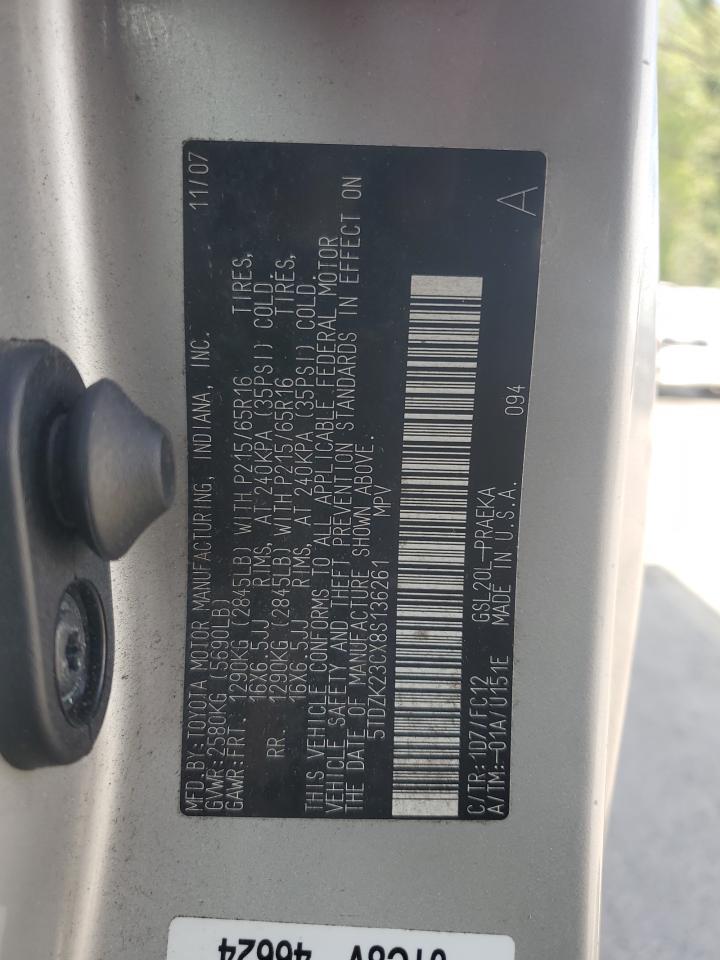 MFD.BY:TOYOTA MOTOR MANUFACTURING, INDIANA, INC. 11/07
GVWR:2580KG (5690LB)
GAWR:FRT. 1290KG (2845LB) WITH P215/65R16 TIRES,
16X6.5JJ RIMS, AT 240KPA (35PSI) COLD.
RR. 1290KG (2845LB) WITH P215/65R16 TIRES,
16X6.5JJ RIMS, AT 240KPA (35PSI) COLD.
THIS VEHICLE CONFORMS TO ALL APPLICABLE FEDERAL MOTOR
VEHICLE SAFETY AND THEFT PREVENTION STANDARDS IN EFFECT ON
THE DATE OF MANUFACTURE SHOWN ABOVE.
5TDZK23CX8S136261 MPV
C/TR:1D7/FC12 094
A/TM:-01A/U151E GSL20L-PRAEKA
MADE IN U.S.A. A
46624